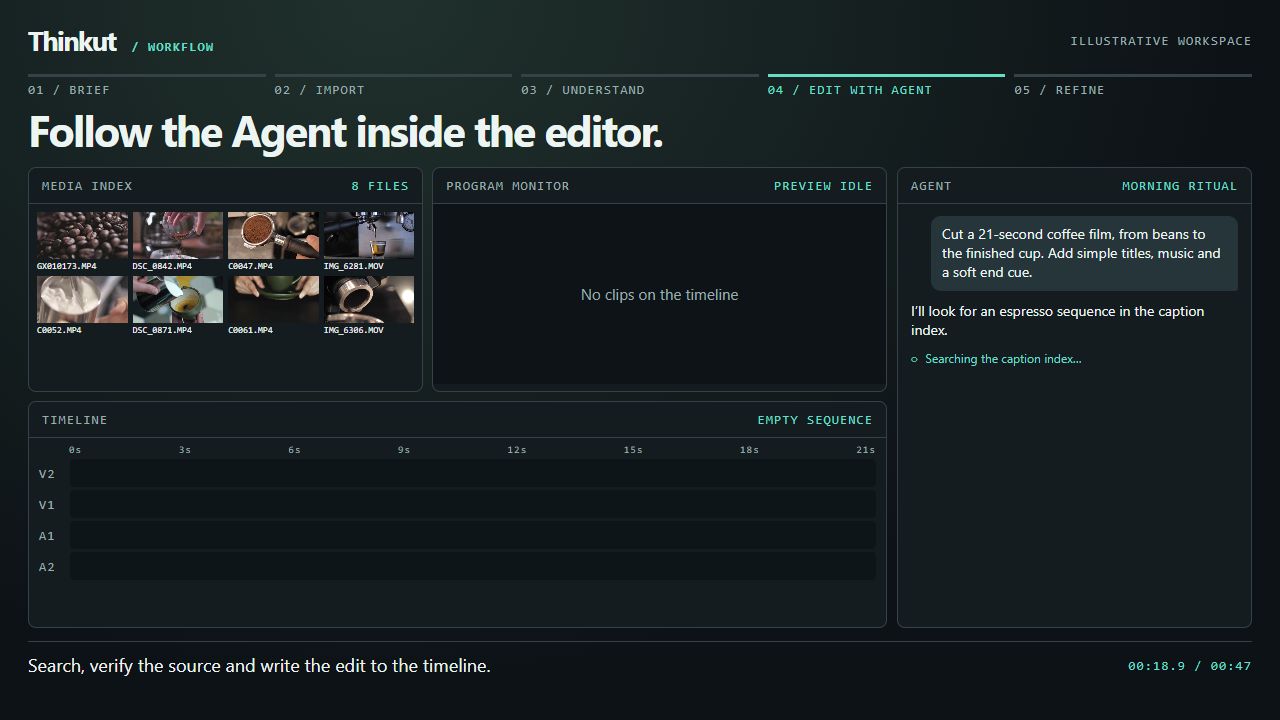 Thinkut / WORKFLOW
ILLUSTRATIVE WORKSPACE
01 / BRIEF
02 / IMPORT
03 / UNDERSTAND
04 / EDIT WITH AGENT
05 / REFINE
Follow the Agent inside the editor.
MEDIA INDEX
8 FILES
GX010173.MP4
DSC_0842.MP4
C0047.MP4
IMG_6281.MOV
C0052.MP4
DSC_0871.MP4
C0061.MP4
IMG_6306.MOV
PROGRAM MONITOR
PREVIEW IDLE
No clips on the timeline
AGENT
MORNING RITUAL
Cut a 21-second coffee film, from beans to
the finished cup. Add simple titles, music and
a soft end cue.
I'll look for an espresso sequence in the caption
index.
Searching the caption index...
TIMELINE
EMPTY SEQUENCE
0s 3s 6s 9s 12s 15s 18s 21s
V2
V1
A1
A2
Search, verify the source and write the edit to the timeline.
00:18.9 / 00:47